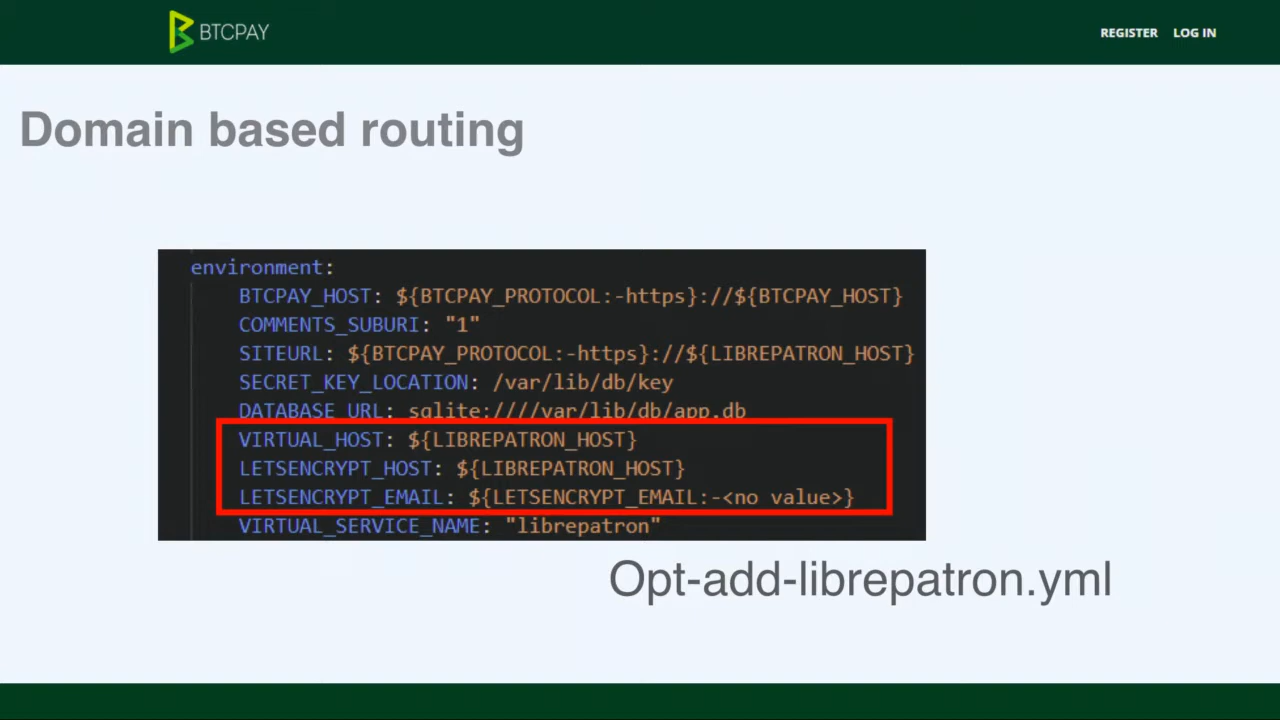 BTCPAY
REGISTER LOG IN
Domain based routing
environment:
BTCPAY_HOST: ${BTCPAY_PROTOCOL:-https}://${BTCPAY_HOST}
COMMENTS_SUBURI: "1"
SITEURL: ${BTCPAY_PROTOCOL:-https}://${LIBREPATRON_HOST}
SECRET_KEY_LOCATION: /var/lib/db/key
DATABASE_URL: sqlite:////var/lib/db/app.db
VIRTUAL_HOST: ${LIBREPATRON_HOST}
LETSENCRYPT_HOST: ${LIBREPATRON_HOST}
LETSENCRYPT_EMAIL: ${LETSENCRYPT_EMAIL:-<no value>}
VIRTUAL_SERVICE_NAME: "librepatron"
Opt-add-librepatron.yml